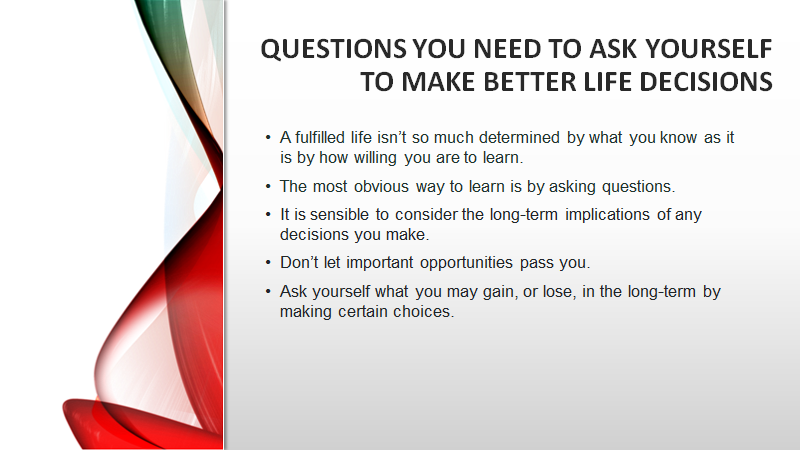 QUESTIONS YOU NEED TO ASK YOURSELF
TO MAKE BETTER LIFE DECISIONS
• A fulfilled life isn’t so much determined by what you know as it
is by how willing you are to learn.
• The most obvious way to learn is by asking questions.
• It is sensible to consider the long-term implications of any
decisions you make.
• Don’t let important opportunities pass you.
• Ask yourself what you may gain, or lose, in the long-term by
making certain choices.